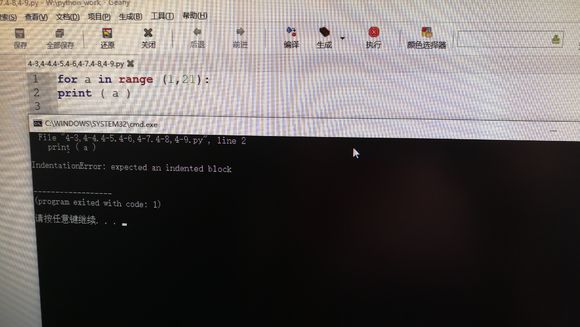 7.4-8,4-9.py - W:\python_work - Geany
搜索(S) 查看(V) 文档(D) 项目(P) 生成(B) 工具(T) 帮助(H)
保存 全部保存 还原 关闭 后退 前进 编译 生成 执行 颜色选择器
4-3,4-4.4-5.4-6,4-7.4-8,4-9.py
1 for a in range (1,21):
2 print ( a )
3
C:\WINDOWS\SYSTEM32\cmd.exe
File "4-3,4-4.4-5.4-6,4-7.4-8,4-9.py", line 2
print ( a )
IndentationError: expected an indented block
------------------
(program exited with code: 1)
请按任意键继续. . .